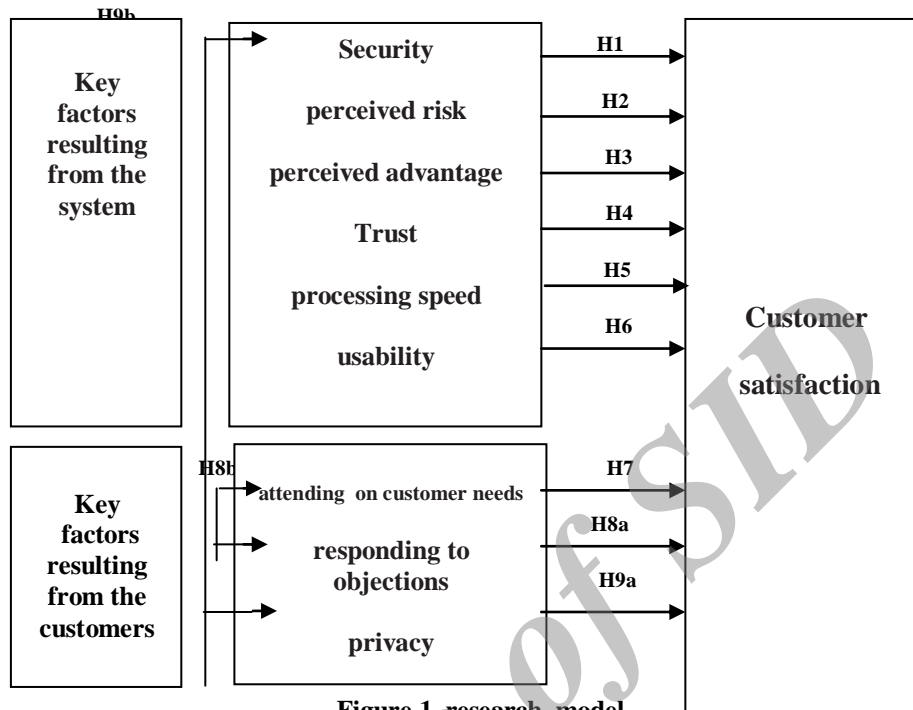 H9b
Key
factors
resulting
from the
system
Security
perceived risk
perceived advantage
Trust
processing speed
usability
H1
H2
H3
H4
H5
H6
Customer
satisfaction
Key
factors
resulting
from the
customers
H8b
attending on customer needs
responding to
objections
privacy
H7
H8a
H9a
of SID
Figure 1 research model